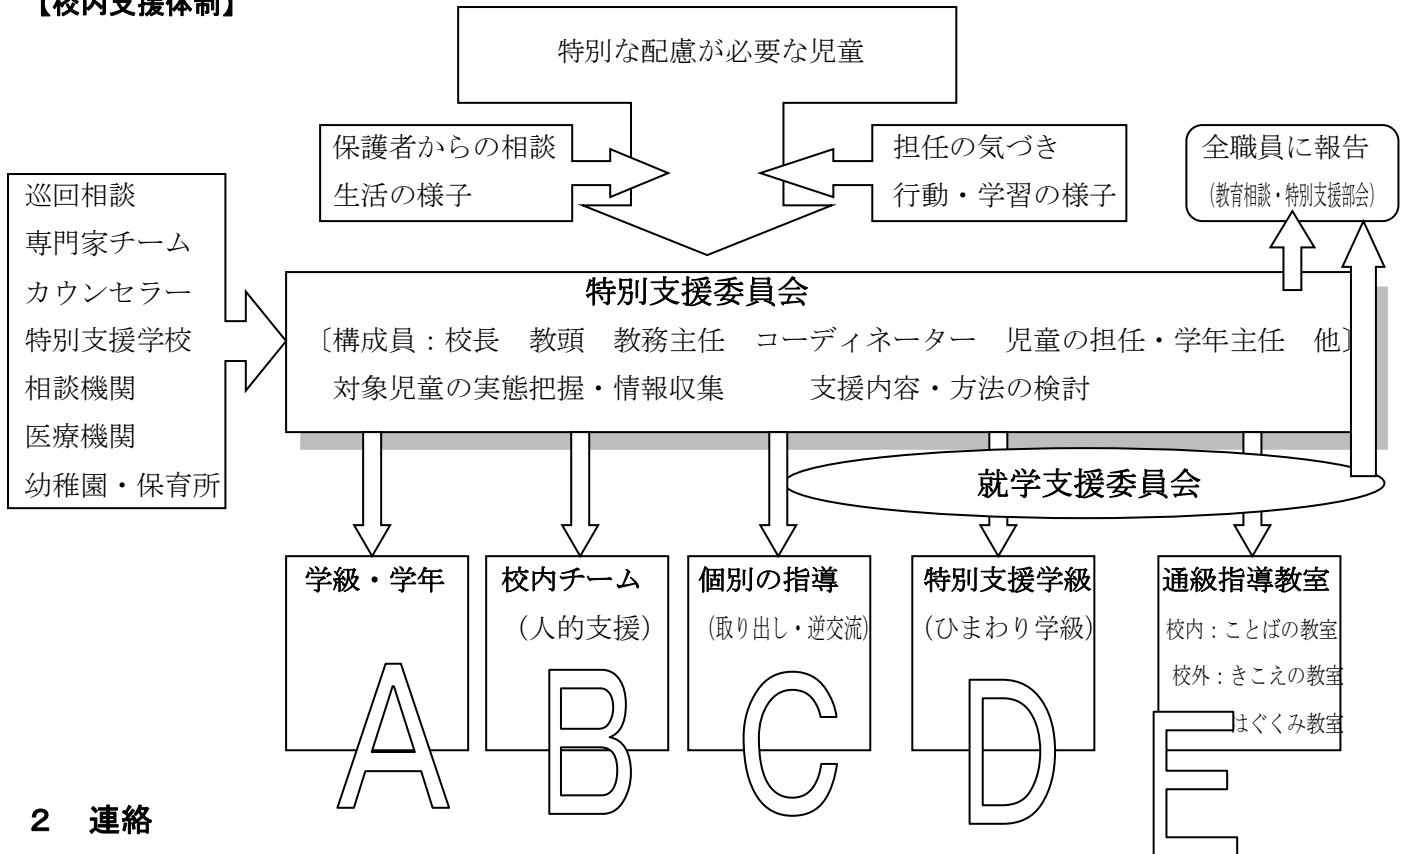 【校内支援体制】
特別な配慮が必要な児童
保護者からの相談
生活の様子
担任の気づき
行動・学習の様子
全職員に報告
(教育相談・特別支援部会)
巡回相談
専門家チーム
カウンセラー
特別支援学校
相談機関
医療機関
幼稚園・保育所
特別支援委員会
〔構成員：校長　教頭　教務主任　コーディネーター　児童の担任・学年主任　他〕
対象児童の実態把握・情報収集　　　支援内容・方法の検討
就学支援委員会
学級・学年
A
校内チーム
（人的支援）
B
個別の指導
（取り出し・逆交流）
C
特別支援学級
（ひまわり学級）
D
通級指導教室
校内：ことばの教室
校外：きこえの教室
はぐくみ教室
E
２　連絡